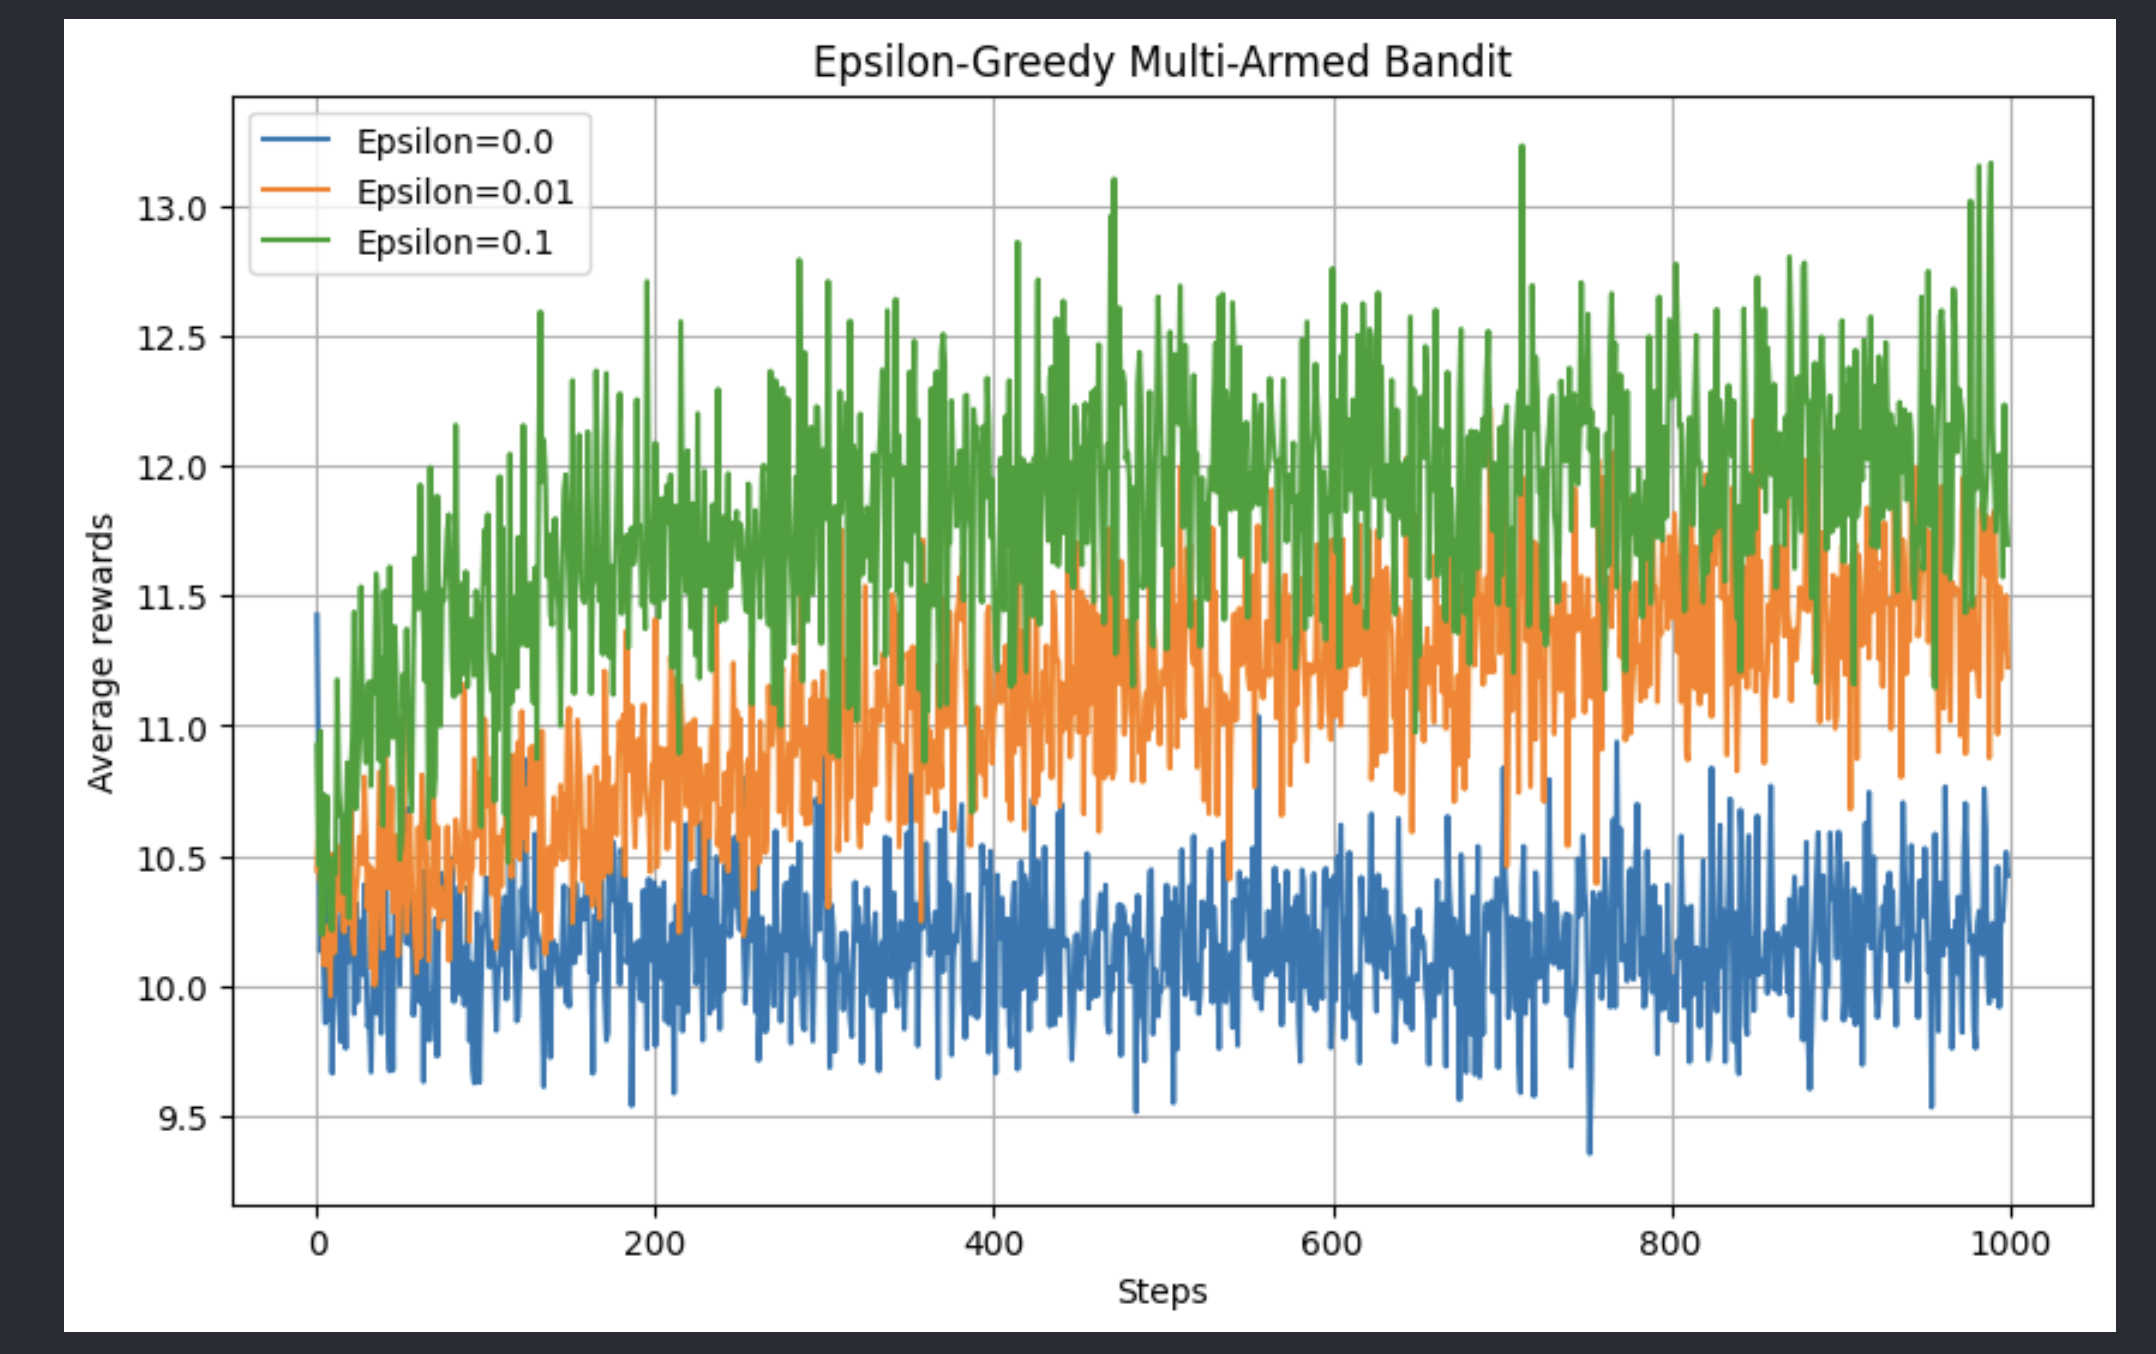 Epsilon-Greedy Multi-Armed Bandit
Epsilon=0.0
Epsilon=0.01
Epsilon=0.1
13.0
12.5
12.0
11.5
11.0
10.5
10.0
9.5
Average rewards
0 200 400 600 800 1000
Steps